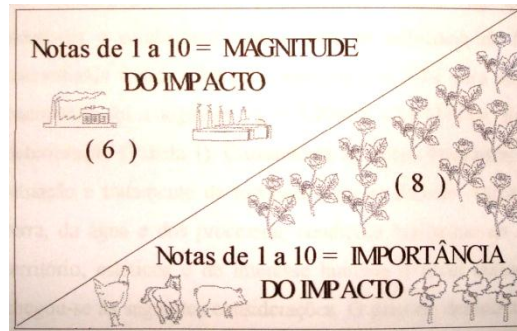 Notas de 1 a 10 = MAGNITUDE
DO IMPACTO
( 6 )
( 8 )
Notas de 1 a 10 = IMPORTÂNCIA
DO IMPACTO